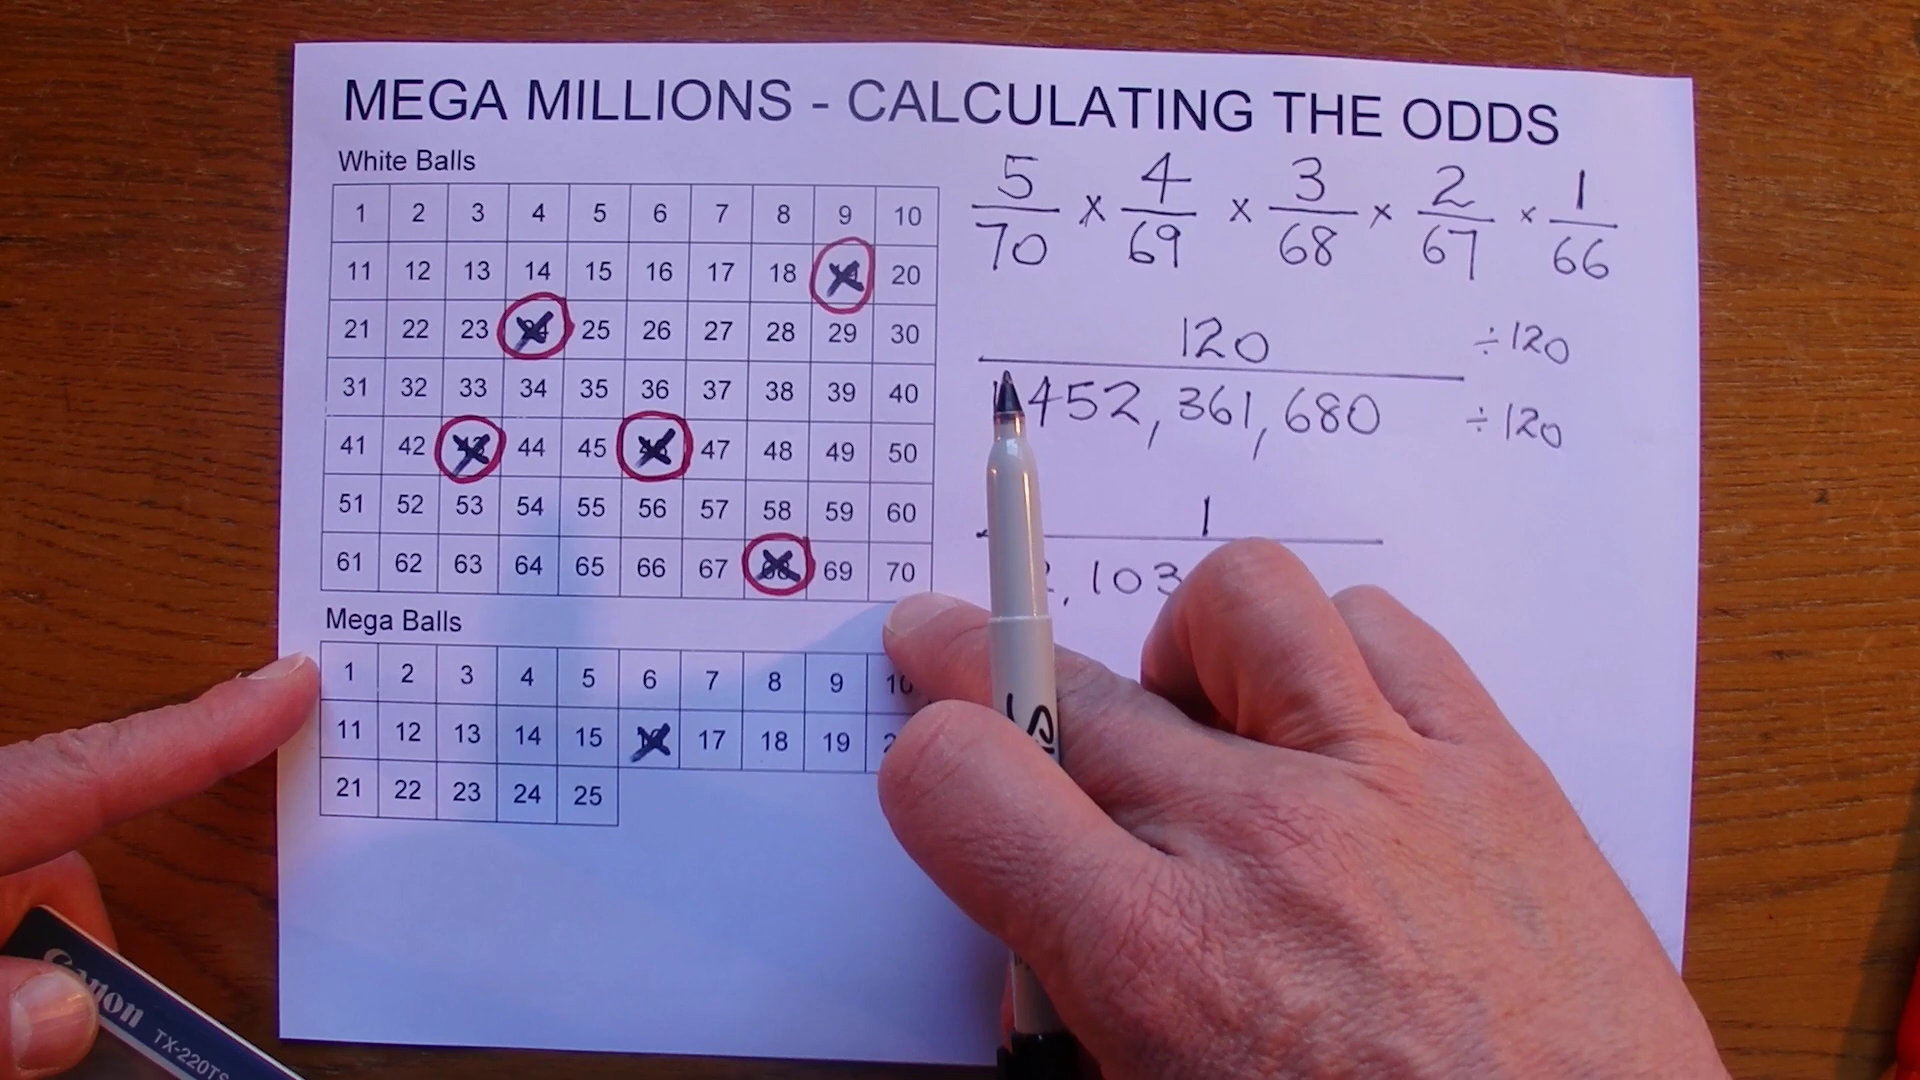 MEGA MILLIONS - CALCULATING THE ODDS
White Balls
1 2 3 4 5 6 7 8 9 10
11 12 13 14 15 16 17 18 20
21 22 23 25 26 27 28 29 30
31 32 33 34 35 36 37 38 39 40
41 42 44 45 47 48 49 50
51 52 53 54 55 56 57 58 59 60
61 62 63 64 65 66 67 69 70
Mega Balls
1 2 3 4 5 6 7 8 9 10
11 12 13 14 15 17 18 19
21 22 23 24 25
5 4 3 2 1
70 × 69 × 68 × 67 × 66
120 ÷120
452,361,680 ÷120
1
,103
Canon TX-220TS